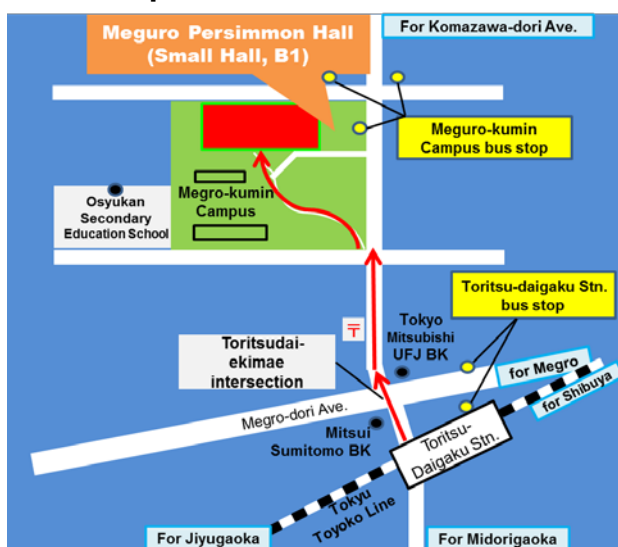 Meguro Persimmon Hall
(Small Hall, B1)
For Komazawa-dori Ave.
Meguro-kumin
Campus bus stop
Megro-kumin
Campus
Osyukan
Secondary
Education School
Toritsu-daigaku Stn.
bus stop
〒
Tokyo
Mitsubishi
UFJ BK
Toritsudai-
ekimae
intersection
for Megro
for Shibuya
Megro-dori Ave.
Mitsui
Sumitomo BK
Toritsu-
Daigaku Stn.
Tokyu
Toyoko Line
For Jiyugaoka
For Midorigaoka